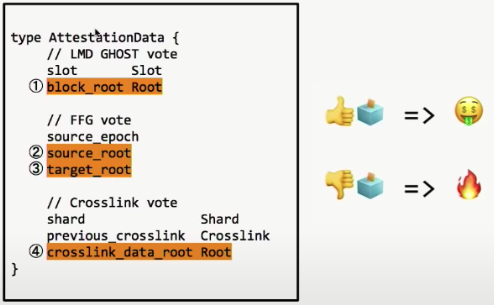 type AttestationData {
// LMD GHOST vote
slot Slot
① block_root Root
// FFG vote
source_epoch
② source_root
③ target_root
// Crosslink vote
shard Shard
previous_crosslink Crosslink
④ crosslink_data_root Root
}
=>
=>